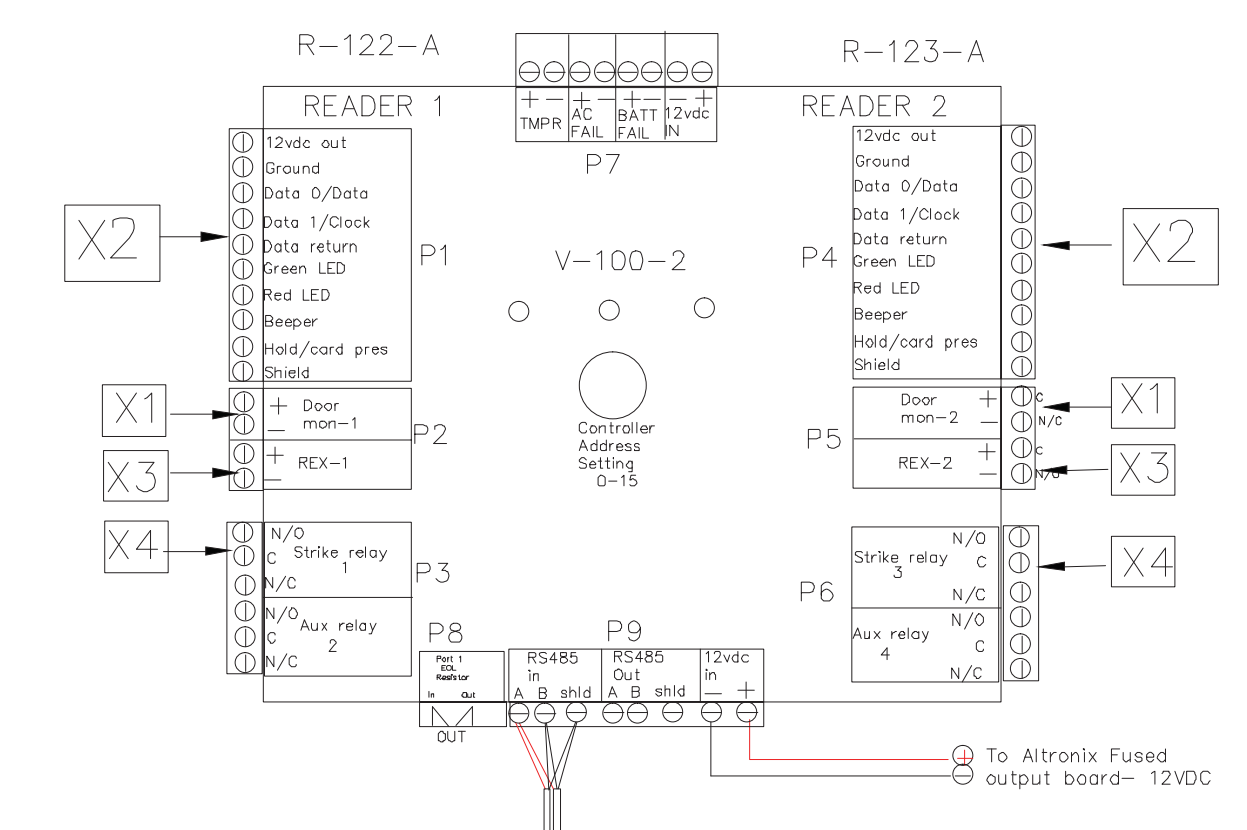 R-122-A
R-123-A
READER 1
READER 2
+ - + - + - - +
TMPR AC FAIL BATT FAIL 12vdc IN
P7
12vdc out
Ground
Data 0/Data
Data 1/Clock
Data return
Green LED
Red LED
Beeper
Hold/card pres
Shield
P1
X2
12vdc out
Ground
Data 0/Data
Data 1/Clock
Data return
Green LED
Red LED
Beeper
Hold/card pres
Shield
P4
X2
V-100-2
Controller
Address
Setting
0-15
X1
+ Door
- mon-1
P2
X3
+ REX-1
-
Door +
mon-2 -
C
N/C
X1
P5
REX-2 +
-
C
N/O
X3
X4
N/O
C Strike relay
1
N/C
P3
N/O
C Aux relay
2
N/C
N/O
Strike relay C
3
N/C
P6
X4
N/O
Aux relay C
4
N/C
P8
Port 1
EOL
Resistor
In Out
OUT
P9
RS485
in
A B shld
RS485
Out
A B shld
12vdc
in
- +
+ To Altronix Fused
- output board- 12VDC